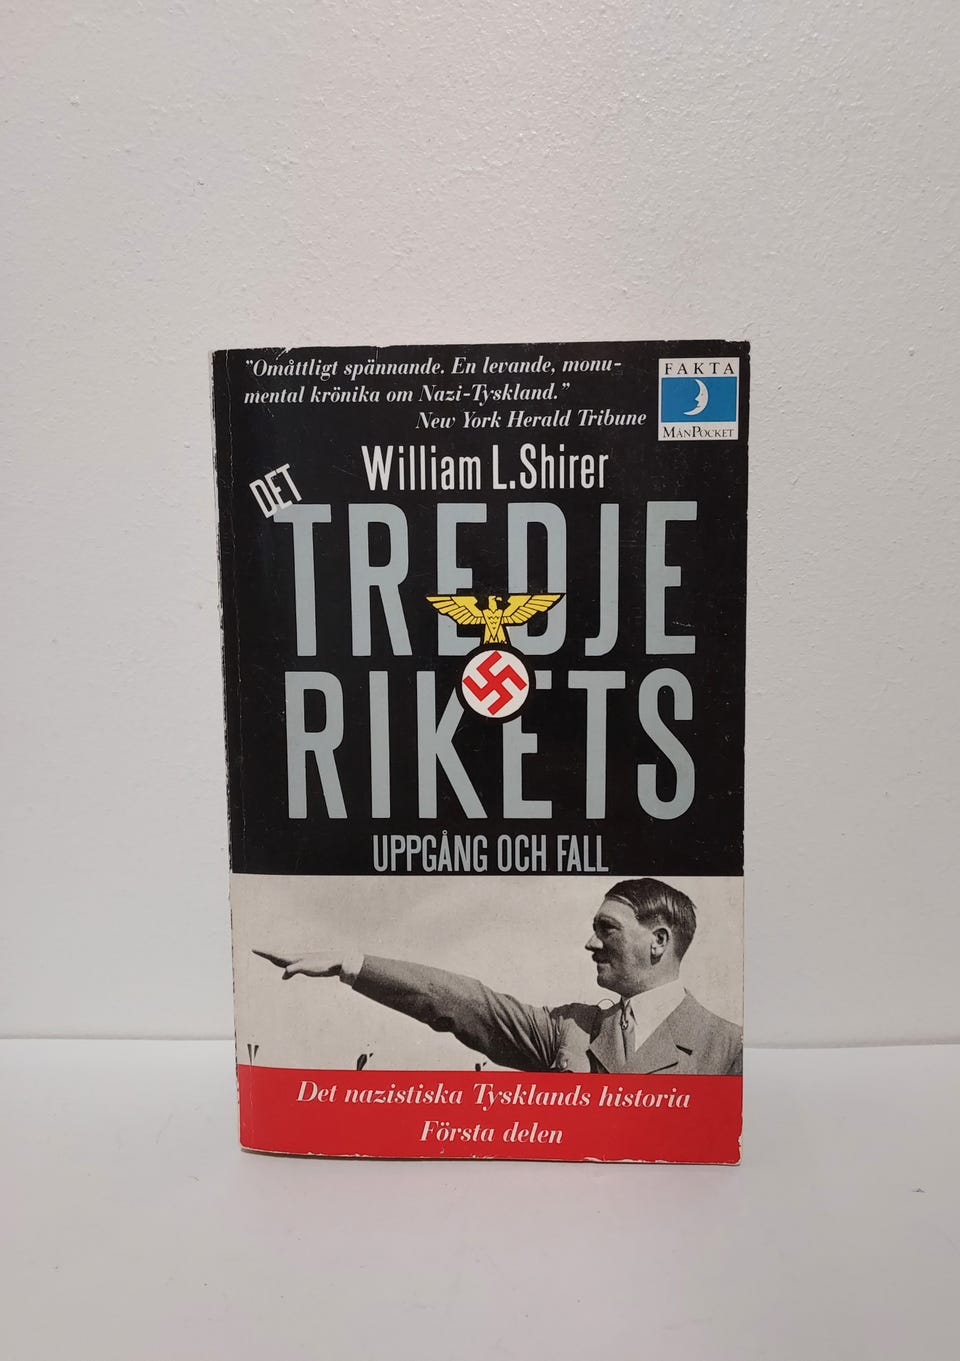 "Omåttligt spännande. En levande, monu-
mental krönika om Nazi-Tyskland."
New York Herald Tribune
FAKTA
MÅNPOCKET
William L. Shirer
DET
TREDJE
RIKETS
UPPGÅNG OCH FALL
Det nazistiska Tysklands historia
Första delen